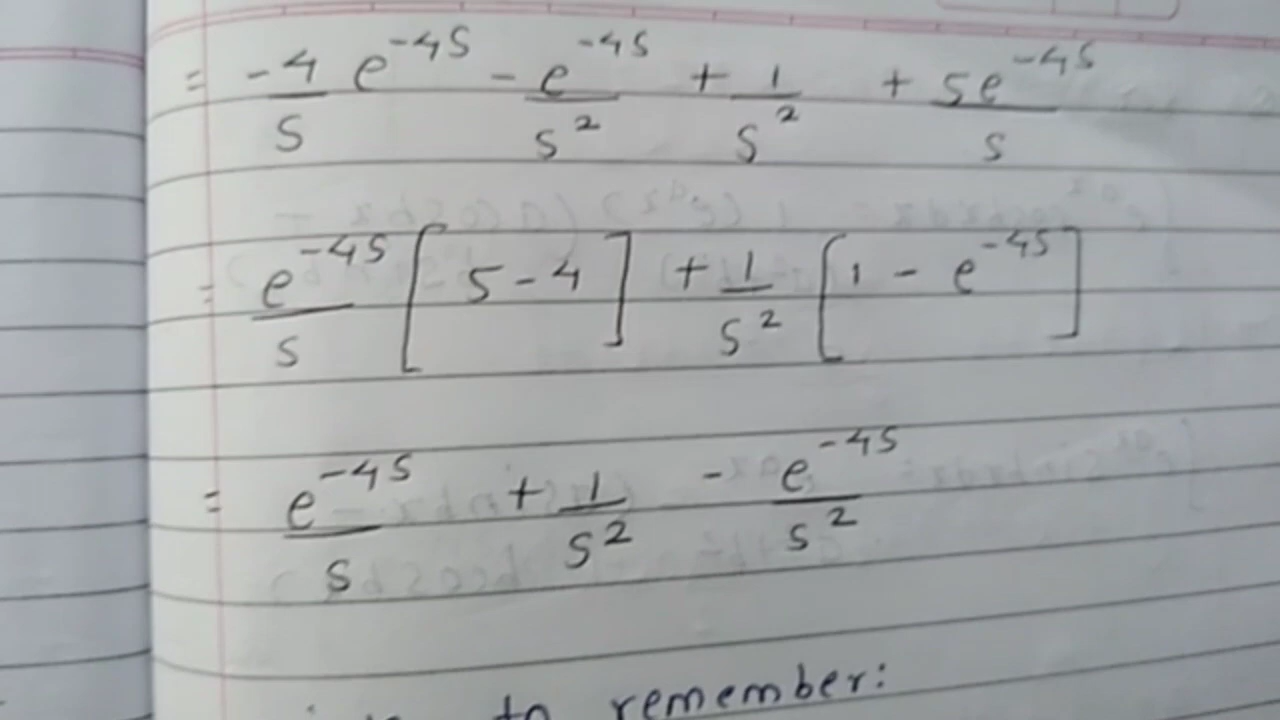 = -4/s e^-4s - e^-4s/s^2 + 1/s^2 + 5e^-4s/s
= e^-4s/s [5-4] + 1/s^2 [1 - e^-4s]
= e^-4s/s + 1/s^2 - e^-4s/s^2
to remember: